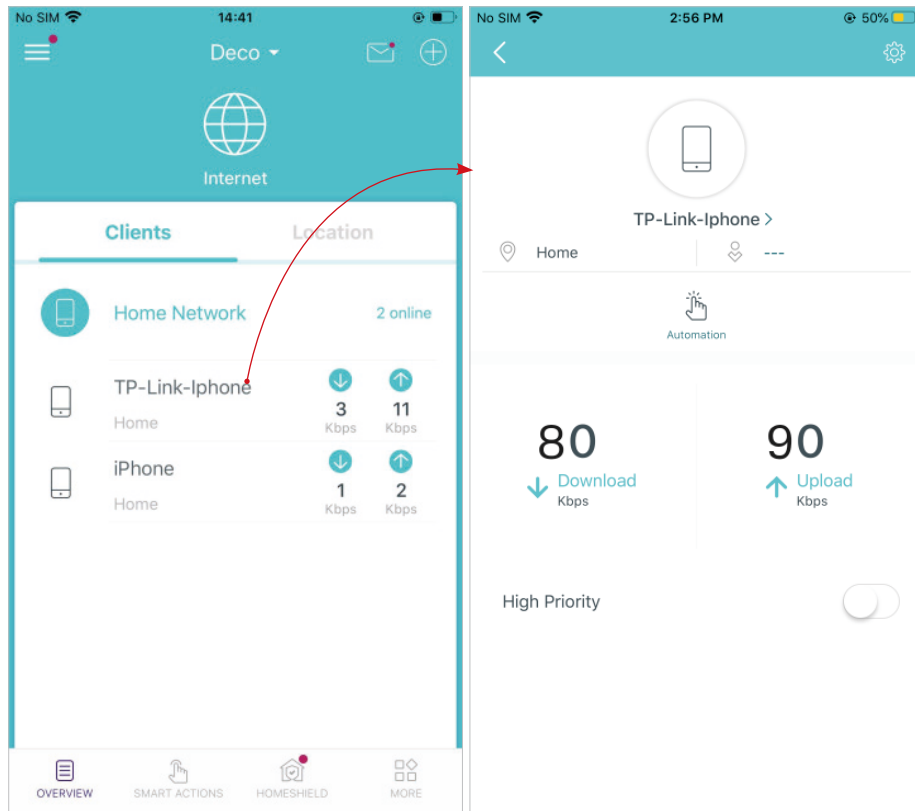 No SIM
14:41
Deco
Internet
Clients
Location
Home Network
2 online
TP-Link-Iphone
Home
3
Kbps
11
Kbps
iPhone
Home
1
Kbps
2
Kbps
OVERVIEW
SMART ACTIONS
HOMESHIELD
MORE
No SIM
2:56 PM
50%
TP-Link-Iphone >
Home
---
Automation
80
Download
Kbps
90
Upload
Kbps
High Priority